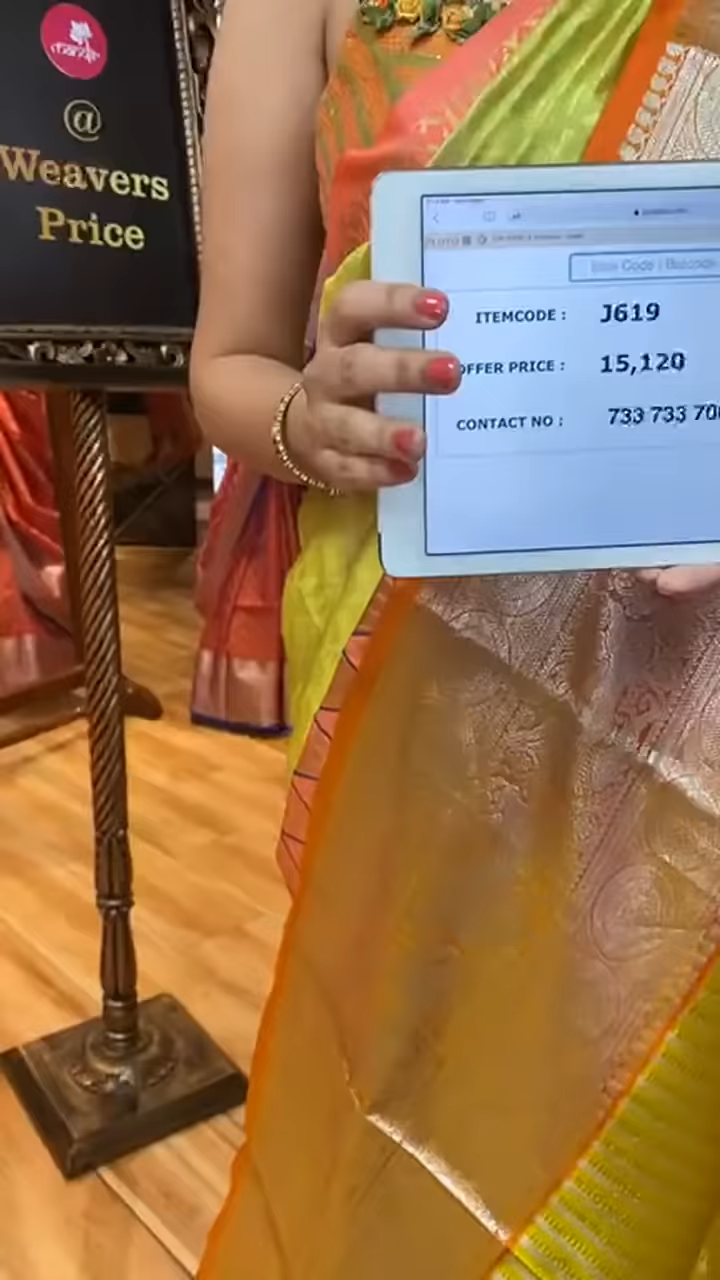 @
Weavers
Price
ITEMCODE : J619
OFFER PRICE : 15,120
CONTACT NO : 733 733 70